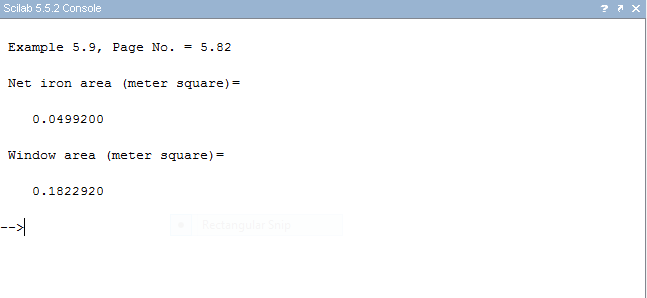 Scilab 5.5.2 Console
Example 5.9, Page No. = 5.82
Net iron area (meter square)=
0.0499200
Window area (meter square)=
0.1822920
-->
Rectangular Snip